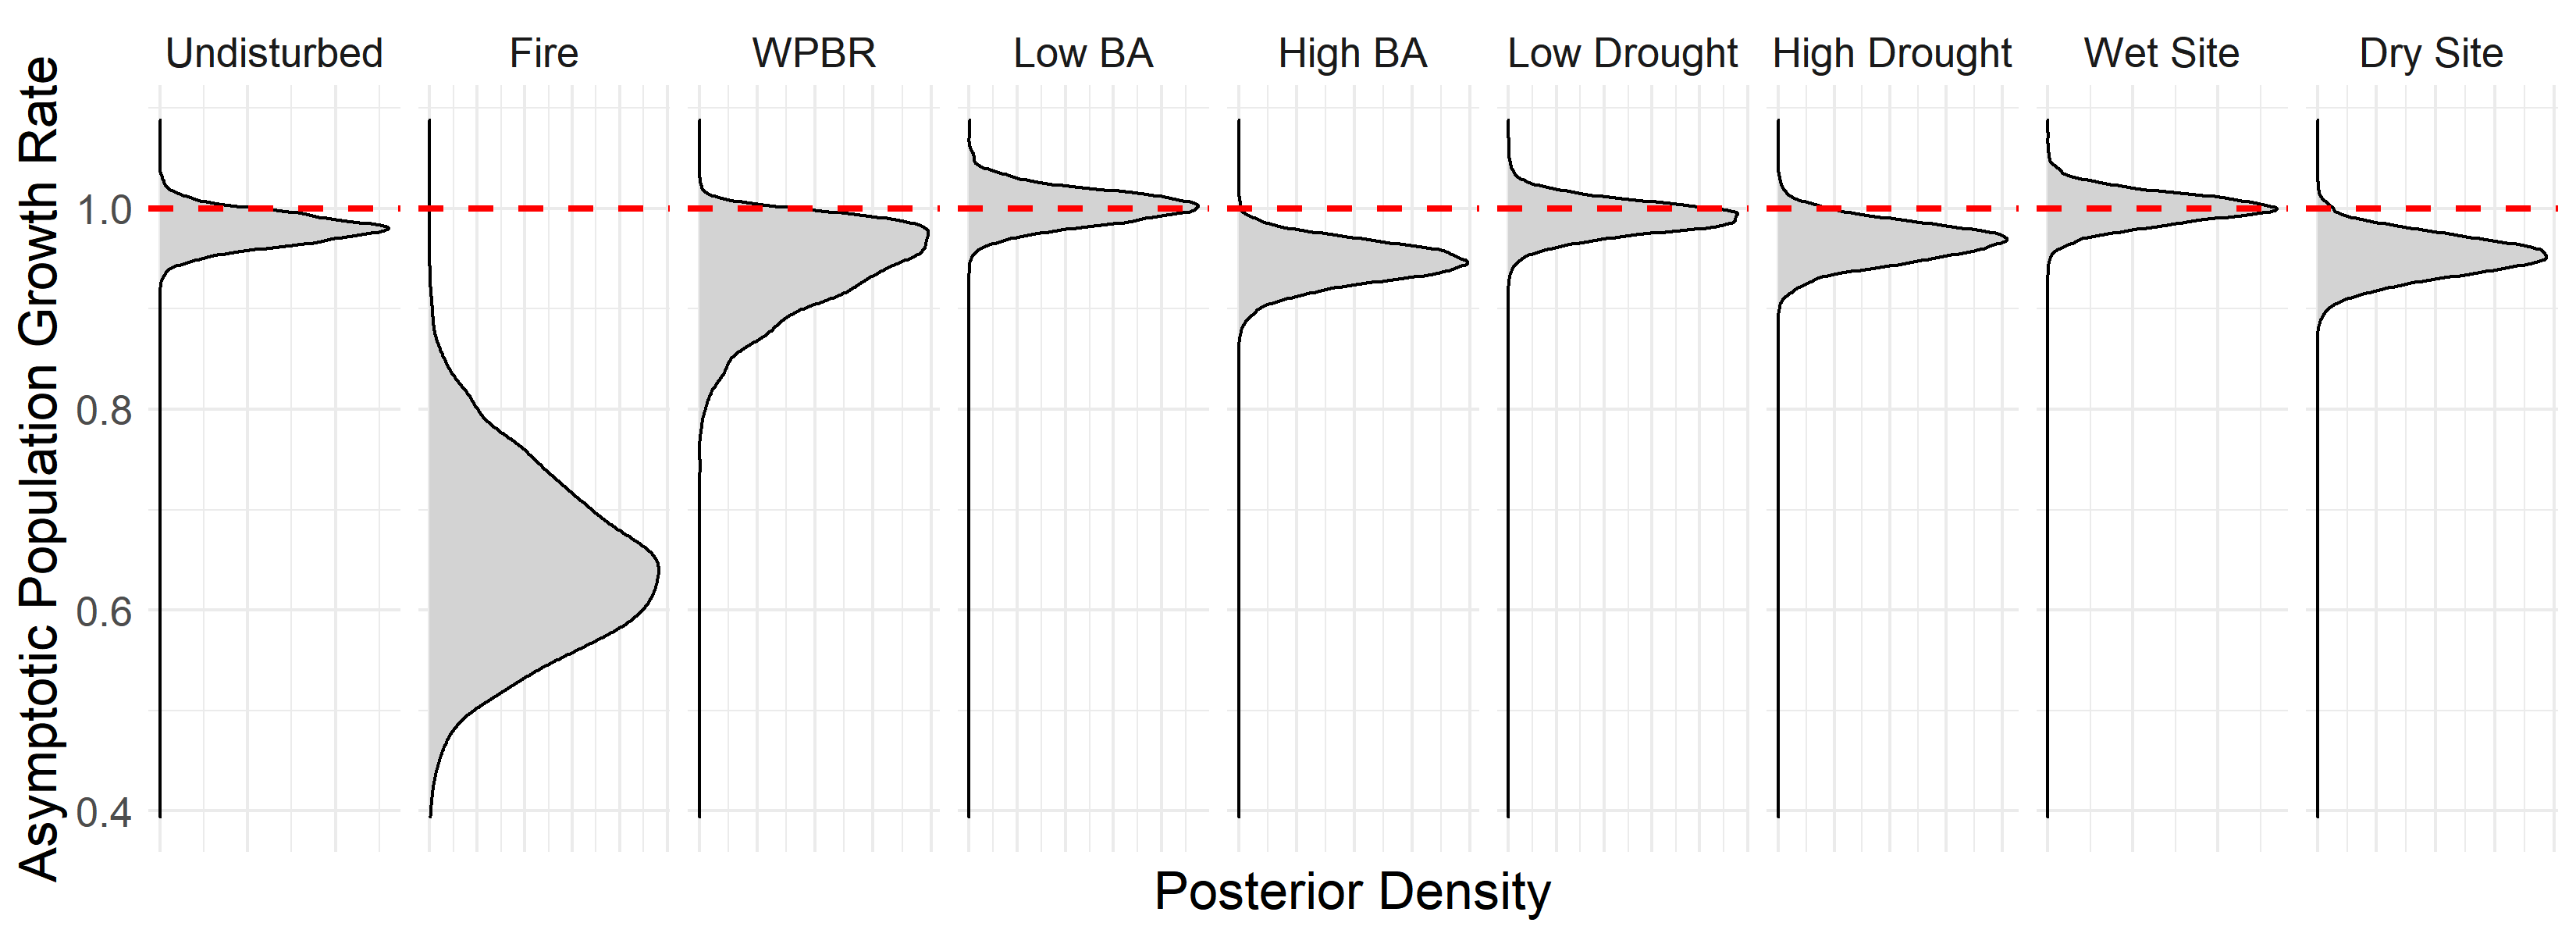 Undisturbed Fire WPBR Low BA High BA Low Drought High Drought Wet Site Dry Site
Asymptotic Population Growth Rate
1.0
0.8
0.6
0.4
Posterior Density